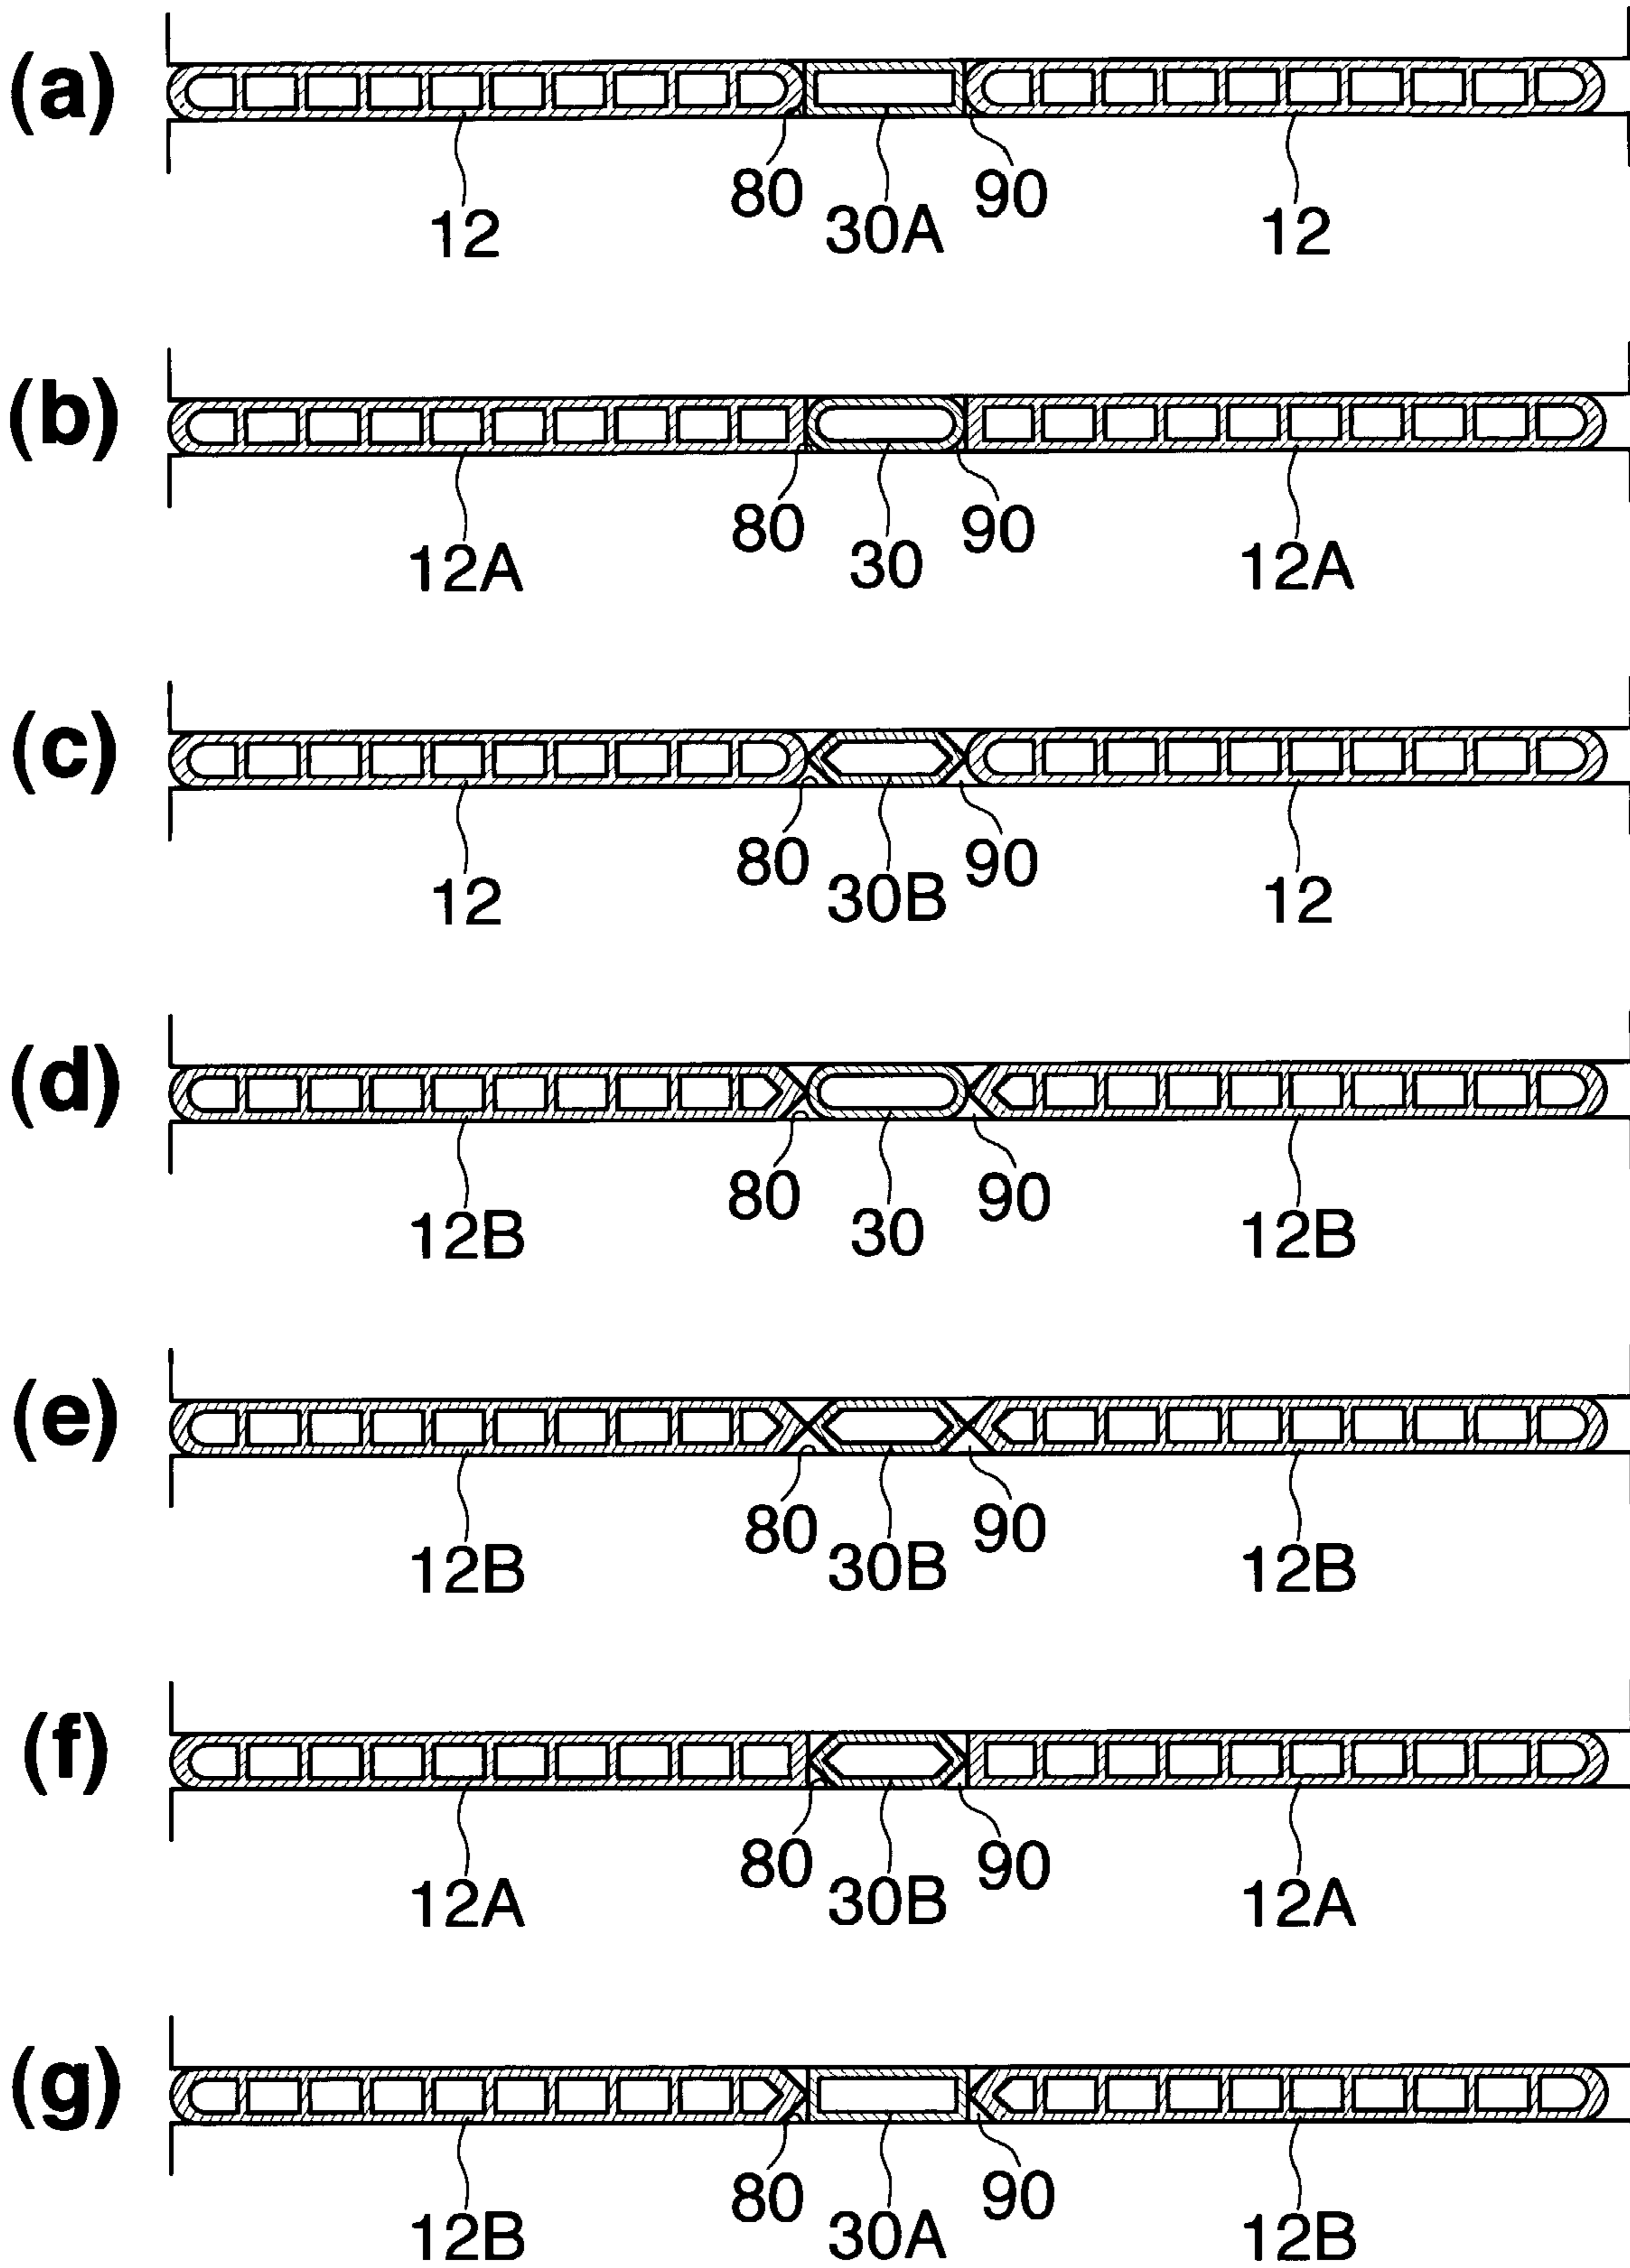 (a)
80 90
12 30A 12
(b)
80 90
12A 30 12A
(c)
80 90
12 30B 12
(d)
80 90
12B 30 12B
(e)
80 90
12B 30B 12B
(f)
80 90
12A 30B 12A
(g)
80 90
12B 30A 12B